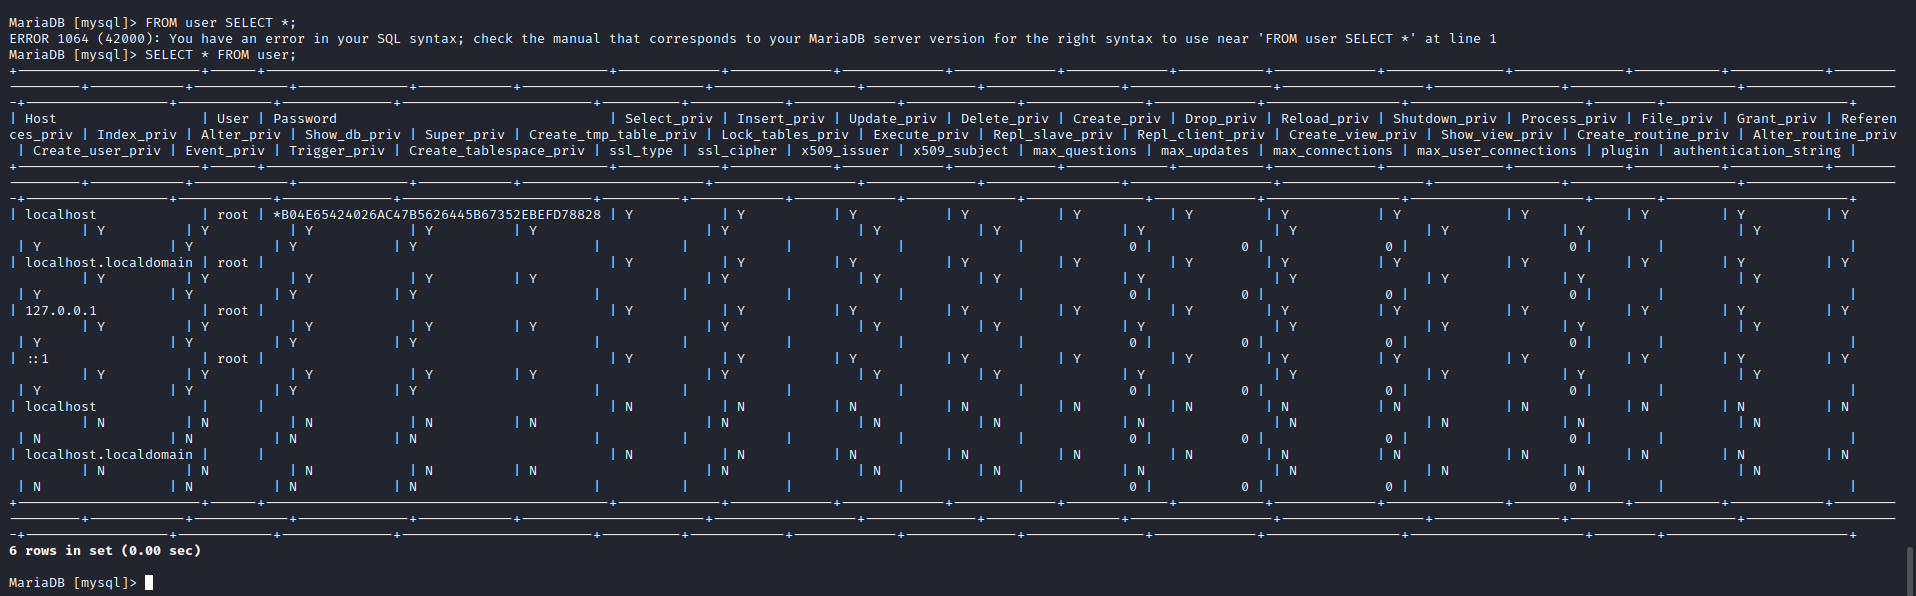 MariaDB [mysql]> FROM user SELECT *;
ERROR 1064 (42000): You have an error in your SQL syntax; check the manual that corresponds to your MariaDB server version for the right syntax to use near 'FROM user SELECT *' at line 1
MariaDB [mysql]> SELECT * FROM user;
| Host | User | Password | Select_priv | Insert_priv | Update_priv | Delete_priv | Create_priv | Drop_priv | Reload_priv | Shutdown_priv | Process_priv | File_priv | Grant_priv | Referen
ces_priv | Index_priv | Alter_priv | Show_db_priv | Super_priv | Create_tmp_table_priv | Lock_tables_priv | Execute_priv | Repl_slave_priv | Repl_client_priv | Create_view_priv | Show_view_priv | Create_routine_priv | Alter_routine_priv
| Create_user_priv | Event_priv | Trigger_priv | Create_tablespace_priv | ssl_type | ssl_cipher | x509_issuer | x509_subject | max_questions | max_updates | max_connections | max_user_connections | plugin | authentication_string |
| localhost | root | *B04E65424026AC47B5626445B67352EBEFD78828 | Y | Y | Y | Y | Y | Y | Y | Y | Y | Y | Y | Y
| Y | Y | Y | Y | Y | Y | Y | Y | Y | Y | Y | Y | Y
| Y | Y | Y | Y | | | | | 0 | 0 | 0 | 0 | | |
| localhost.localdomain | root | | Y | Y | Y | Y | Y | Y | Y | Y | Y | Y | Y | Y
| Y | Y | Y | Y | Y | Y | Y | Y | Y | Y | Y | Y | Y
| Y | Y | Y | Y | | | | | 0 | 0 | 0 | 0 | | |
| 127.0.0.1 | root | | Y | Y | Y | Y | Y | Y | Y | Y | Y | Y | Y | Y
| Y | Y | Y | Y | Y | Y | Y | Y | Y | Y | Y | Y | Y
| Y | Y | Y | Y | | | | | 0 | 0 | 0 | 0 | | |
| ::1 | root | | Y | Y | Y | Y | Y | Y | Y | Y | Y | Y | Y | Y
| Y | Y | Y | Y | Y | Y | Y | Y | Y | Y | Y | Y | Y
| Y | Y | Y | Y | | | | | 0 | 0 | 0 | 0 | | |
| localhost | | | N | N | N | N | N | N | N | N | N | N | N | N
| N | N | N | N | N | N | N | N | N | N | N | N | N
| N | N | N | N | | | | | 0 | 0 | 0 | 0 | | |
| localhost.localdomain | | | N | N | N | N | N | N | N | N | N | N | N | N
| N | N | N | N | N | N | N | N | N | N | N | N | N
| N | N | N | N | | | | | 0 | 0 | 0 | 0 | | |
6 rows in set (0.00 sec)
MariaDB [mysql]>